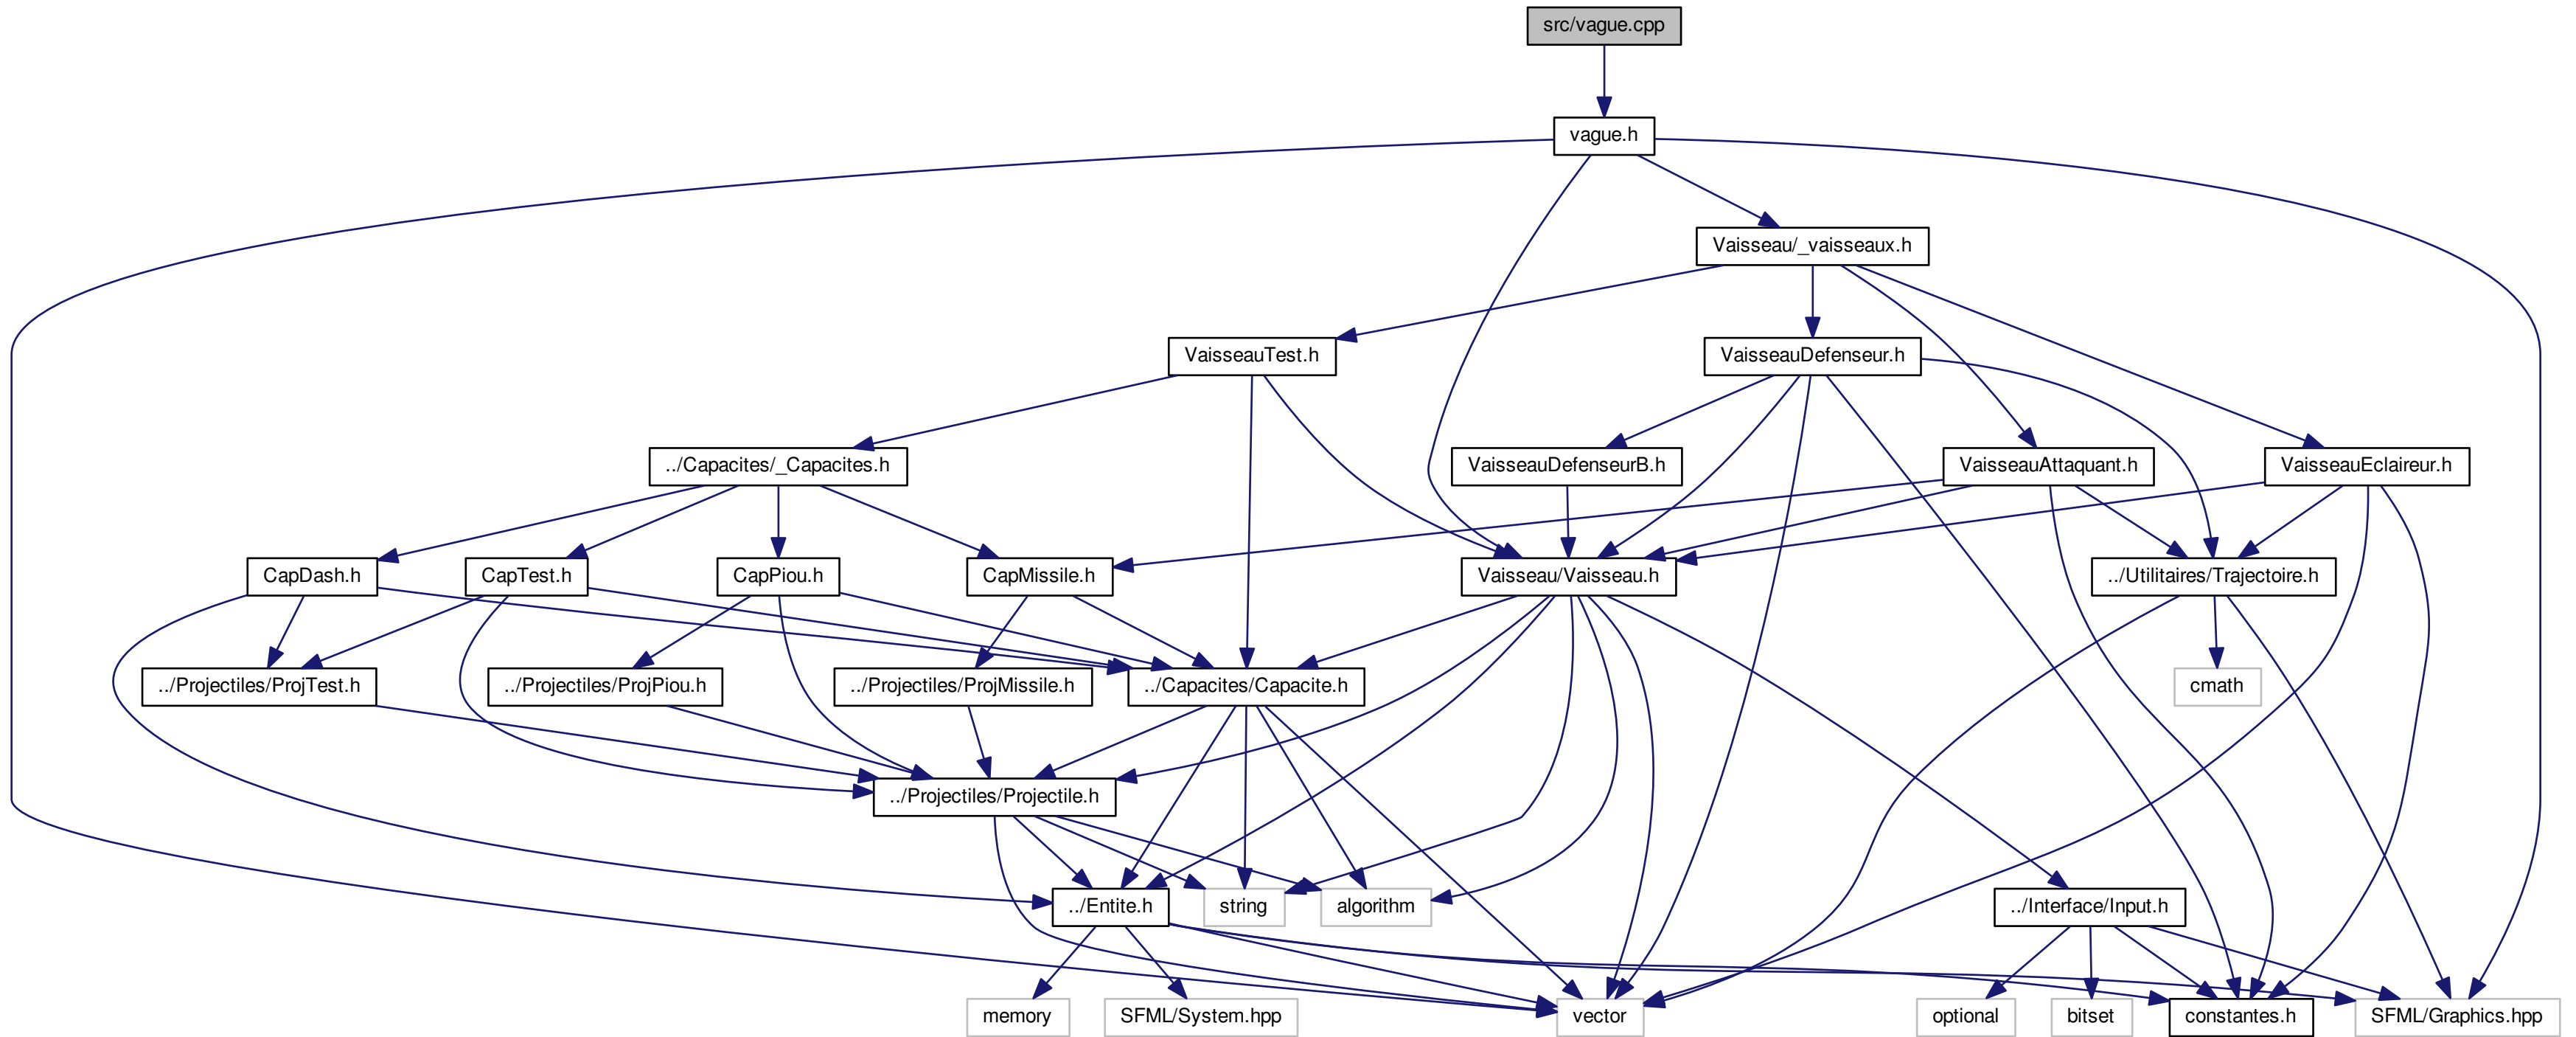 src/vague.cpp
vague.h
Vaisseau/_vaisseaux.h
VaisseauTest.h
VaisseauDefenseur.h
../Capacites/_Capacites.h
VaisseauDefenseurB.h
VaisseauAttaquant.h
VaisseauEclaireur.h
CapDash.h
CapTest.h
CapPiou.h
CapMissile.h
Vaisseau/Vaisseau.h
../Utilitaires/Trajectoire.h
../Projectiles/ProjTest.h
../Projectiles/ProjPiou.h
../Projectiles/ProjMissile.h
../Capacites/Capacite.h
cmath
../Projectiles/Projectile.h
../Entite.h
string
algorithm
../Interface/Input.h
memory
SFML/System.hpp
vector
optional
bitset
constantes.h
SFML/Graphics.hpp